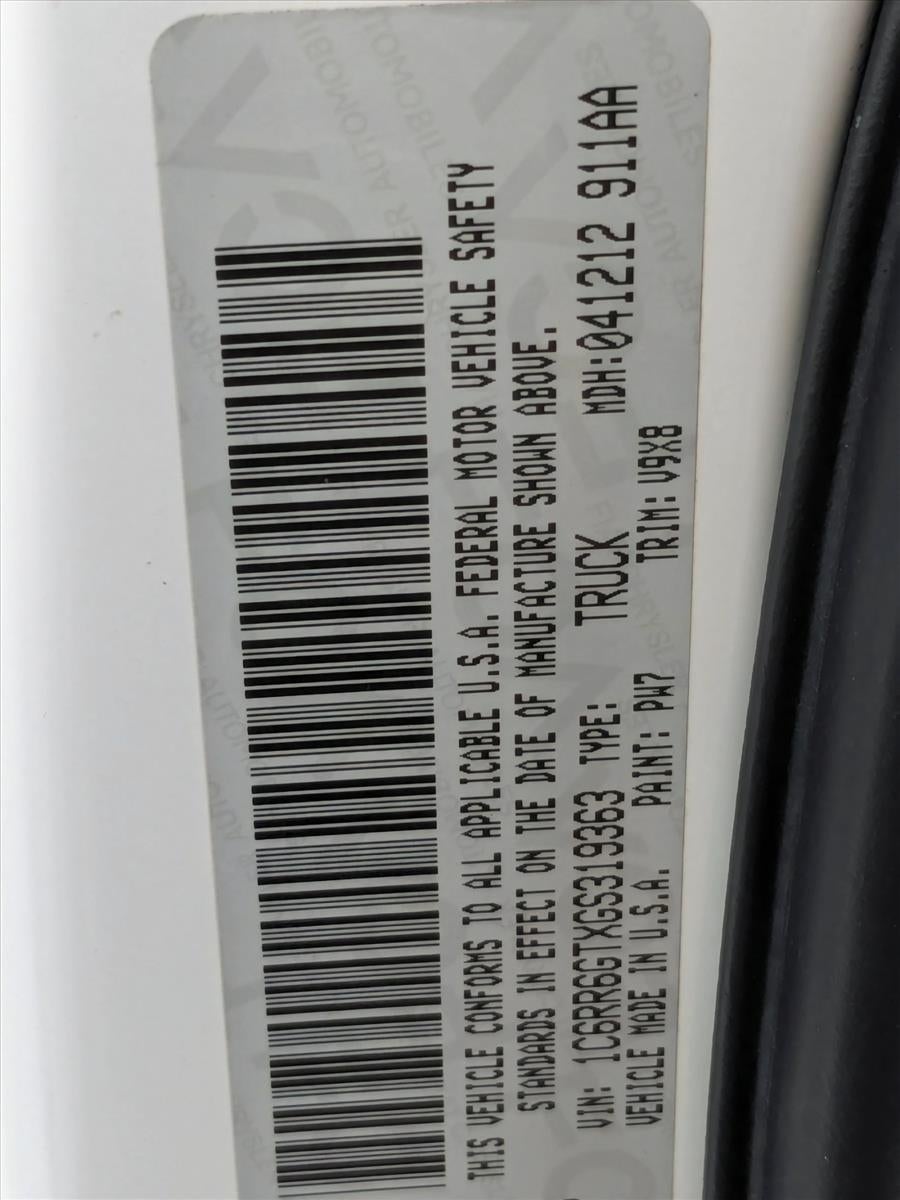 THIS VEHICLE CONFORMS TO ALL APPLICABLE U.S.A. FEDERAL MOTOR VEHICLE SAFETY
STANDARDS IN EFFECT ON THE DATE OF MANUFACTURE SHOWN ABOVE.
VIN: 1C6RR6GTXGS319363 TYPE: TRUCK MDH:041212 911AA
VEHICLE MADE IN U.S.A. PAINT: PW7 TRIM: V9X8